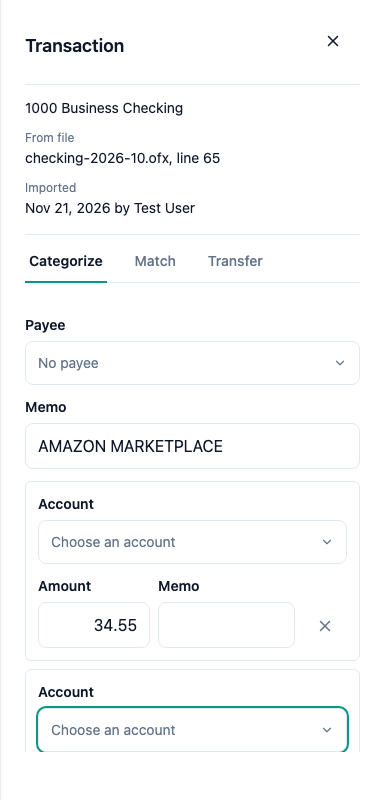 Transaction
1000 Business Checking
From file
checking-2026-10.ofx, line 65
Imported
Nov 21, 2026 by Test User
Categorize Match Transfer
Payee
No payee
Memo
AMAZON MARKETPLACE
Account
Choose an account
Amount Memo
34.55
Account
Choose an account